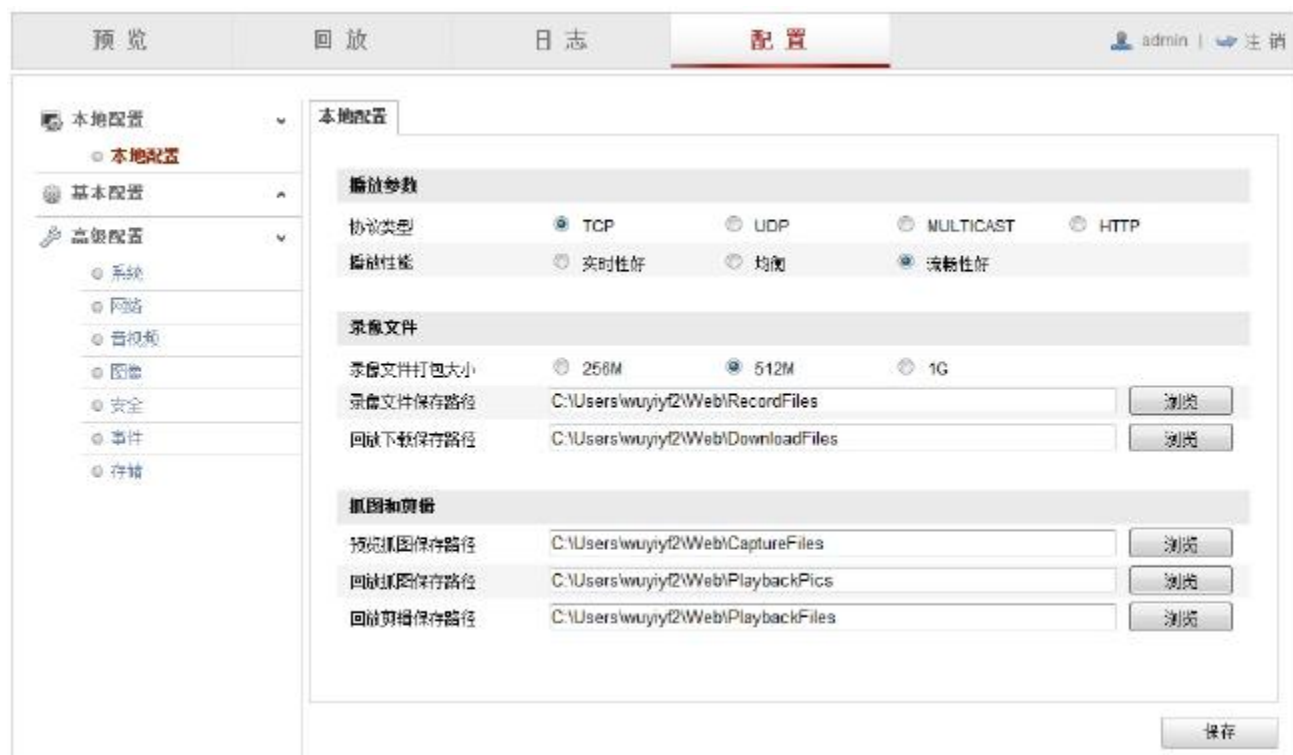 预览 回放 日志 配置 admin | 注销
本地配置
本地配置
基本配置
高级配置
系统
网络
音视频
图像
安全
事件
存储
本地配置
播放参数
协议类型 TCP UDP MULTICAST HTTP
播放性能 实时性好 均衡 流畅性好
录像文件
录像文件打包大小 256M 512M 1G
录像文件保存路径 C:\Users\wuyiyf2\Web\RecordFiles 浏览
回放下载保存路径 C:\Users\wuyiyf2\Web\DownloadFiles 浏览
抓图和剪辑
预览抓图保存路径 C:\Users\wuyiyf2\Web\CaptureFiles 浏览
回放抓图保存路径 C:\Users\wuyiyf2\Web\PlaybackPics 浏览
回放剪辑保存路径 C:\Users\wuyiyf2\Web\PlaybackFiles 浏览
保存